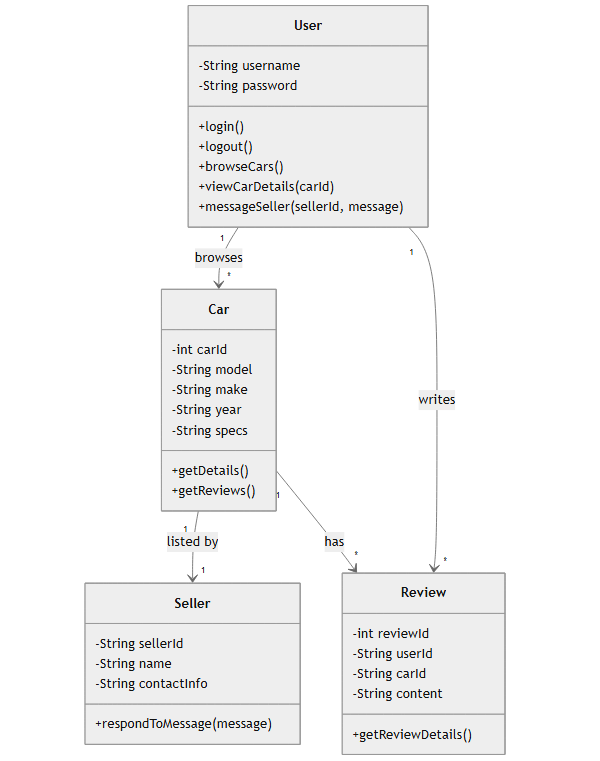 User
-String username
-String password
+login()
+logout()
+browseCars()
+viewCarDetails(carId)
+messageSeller(sellerId, message)
1
browses
*
1
writes
*
Car
-int carId
-String model
-String make
-String year
-String specs
+getDetails()
+getReviews()
1
listed by
1
1
has
*
Seller
-String sellerId
-String name
-String contactInfo
+respondToMessage(message)
Review
-int reviewId
-String userId
-String carId
-String content
+getReviewDetails()